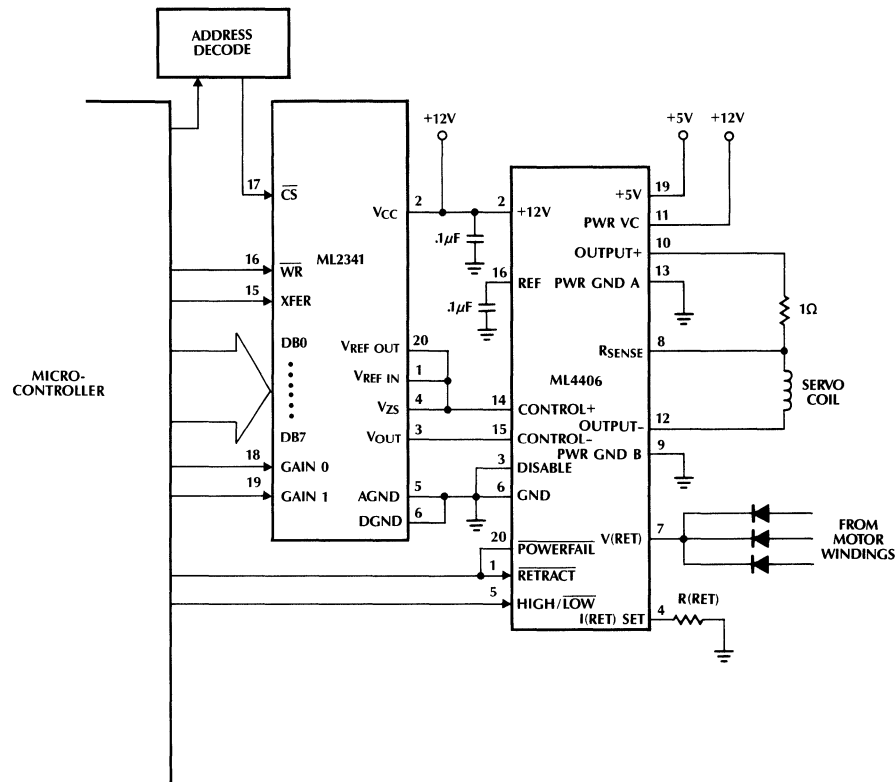 ADDRESS
DECODE
MICRO-
CONTROLLER
ML2341
17
CS
16
WR
15
XFER
DB0
DB7
18
GAIN 0
19
GAIN 1
VCC
2
VREF OUT
20
VREF IN
1
VZS
4
VOUT
3
AGND
5
DGND
6
+12V
.1µF
.1µF
ML4406
2
+12V
16
REF
14
CONTROL+
15
CONTROL–
3
DISABLE
6
GND
20
POWERFAIL
1
RETRACT
5
HIGH/LOW
+5V
+12V
+5V
19
PWR VC
11
OUTPUT+
10
PWR GND A
13
1Ω
RSENSE
8
SERVO
COIL
OUTPUT–
12
PWR GND B
9
V(RET)
7
FROM
MOTOR
WINDINGS
I(RET) SET
4
R(RET)